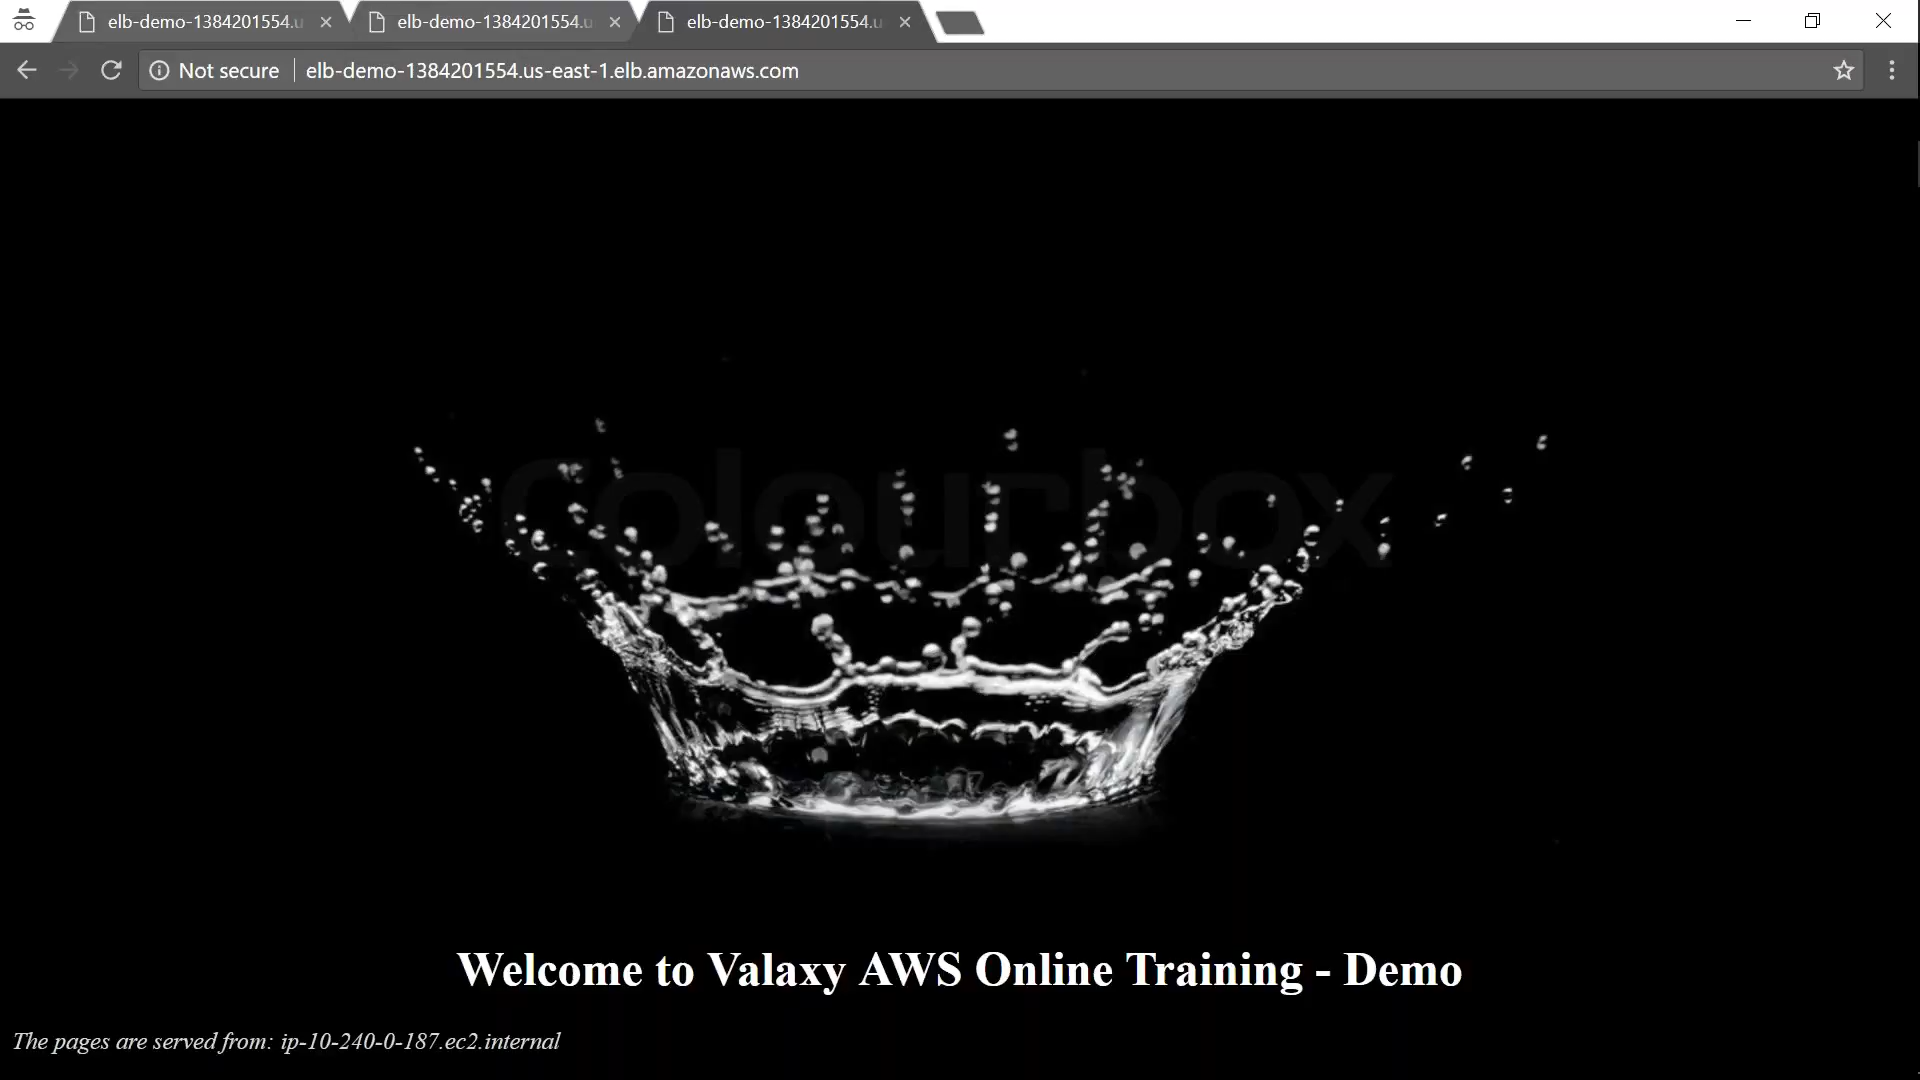 elb-demo-1384201554.u
elb-demo-1384201554.u
elb-demo-1384201554.u
Not secure
elb-demo-1384201554.us-east-1.elb.amazonaws.com
Colourbox
Welcome to Valaxy AWS Online Training - Demo
The pages are served from: ip-10-240-0-187.ec2.internal